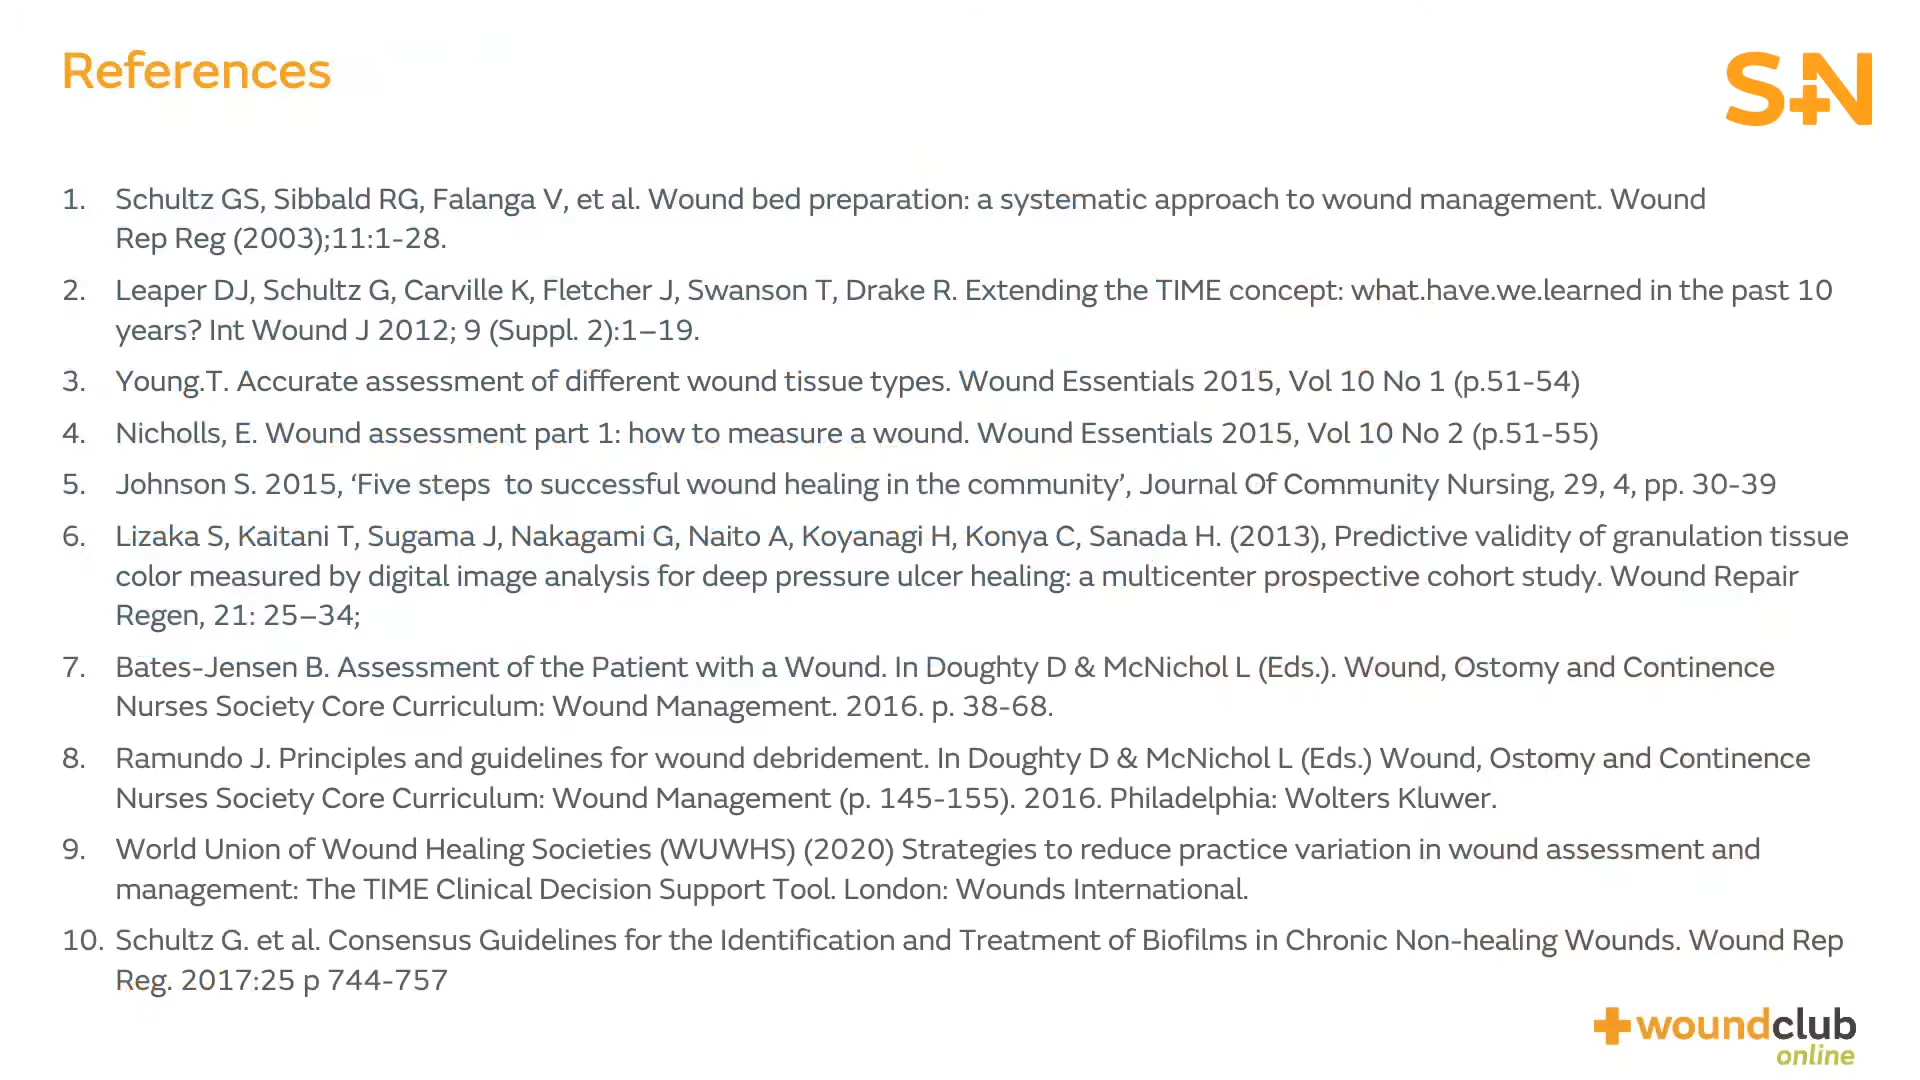 References
S+N
1. Schultz GS, Sibbald RG, Falanga V, et al. Wound bed preparation: a systematic approach to wound management. Wound
Rep Reg (2003);11:1-28.
2. Leaper DJ, Schultz G, Carville K, Fletcher J, Swanson T, Drake R. Extending the TIME concept: what.have.we.learned in the past 10
years? Int Wound J 2012; 9 (Suppl. 2):1–19.
3. Young.T. Accurate assessment of different wound tissue types. Wound Essentials 2015, Vol 10 No 1 (p.51-54)
4. Nicholls, E. Wound assessment part 1: how to measure a wound. Wound Essentials 2015, Vol 10 No 2 (p.51-55)
5. Johnson S. 2015, ‘Five steps  to successful wound healing in the community’, Journal Of Community Nursing, 29, 4, pp. 30-39
6. Lizaka S, Kaitani T, Sugama J, Nakagami G, Naito A, Koyanagi H, Konya C, Sanada H. (2013), Predictive validity of granulation tissue
color measured by digital image analysis for deep pressure ulcer healing: a multicenter prospective cohort study. Wound Repair
Regen, 21: 25–34;
7. Bates-Jensen B. Assessment of the Patient with a Wound. In Doughty D & McNichol L (Eds.). Wound, Ostomy and Continence
Nurses Society Core Curriculum: Wound Management. 2016. p. 38-68.
8. Ramundo J. Principles and guidelines for wound debridement. In Doughty D & McNichol L (Eds.) Wound, Ostomy and Continence
Nurses Society Core Curriculum: Wound Management (p. 145-155). 2016. Philadelphia: Wolters Kluwer.
9. World Union of Wound Healing Societies (WUWHS) (2020) Strategies to reduce practice variation in wound assessment and
management: The TIME Clinical Decision Support Tool. London: Wounds International.
10. Schultz G. et al. Consensus Guidelines for the Identification and Treatment of Biofilms in Chronic Non-healing Wounds. Wound Rep
Reg. 2017:25 p 744-757
woundclub
online